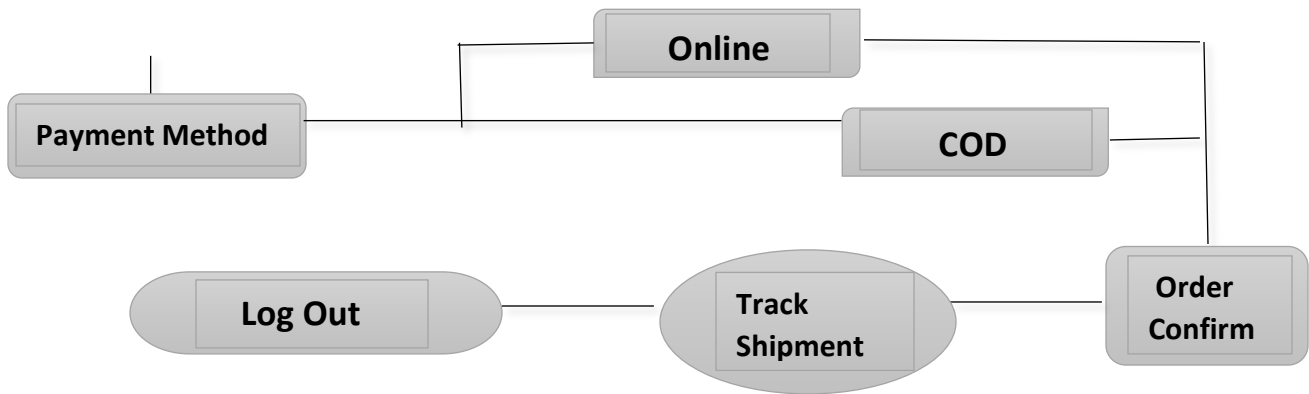 Online
Payment Method
COD
Log Out
Track
Shipment
Order
Confirm